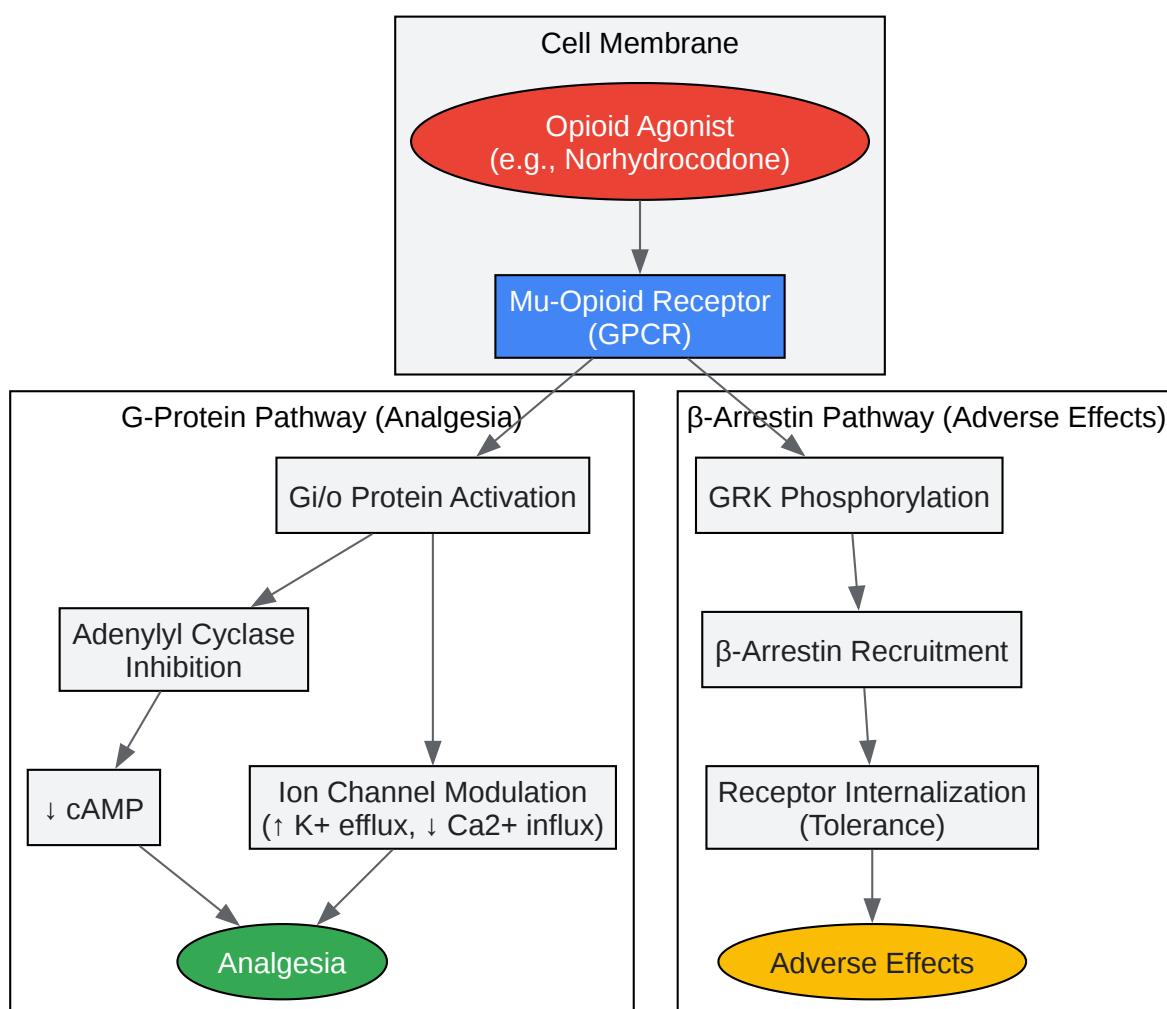 Cell Membrane
Opioid Agonist
(e.g., Norhydrocodone)
Mu-Opioid Receptor
(GPCR)
G-Protein Pathway (Analgesia)
Gi/o Protein Activation
Adenylyl Cyclase
Inhibition
↓ cAMP
Ion Channel Modulation
(↑ K+ efflux, ↓ Ca2+ influx)
Analgesia
β-Arrestin Pathway (Adverse Effects)
GRK Phosphorylation
β-Arrestin Recruitment
Receptor Internalization
(Tolerance)
Adverse Effects